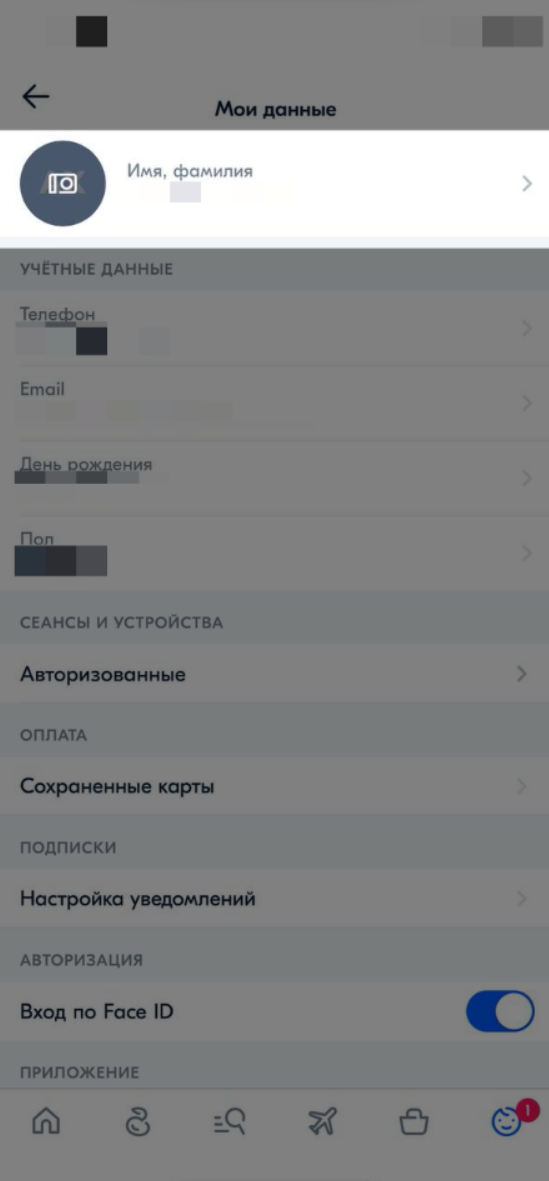 Мои данные
Имя, фамилия
УЧЁТНЫЕ ДАННЫЕ
Телефон
Email
День рождения
Пол
СЕАНСЫ И УСТРОЙСТВА
Авторизованные
ОПЛАТА
Сохраненные карты
ПОДПИСКИ
Настройка уведомлений
АВТОРИЗАЦИЯ
Вход по Face ID
ПРИЛОЖЕНИЕ
1